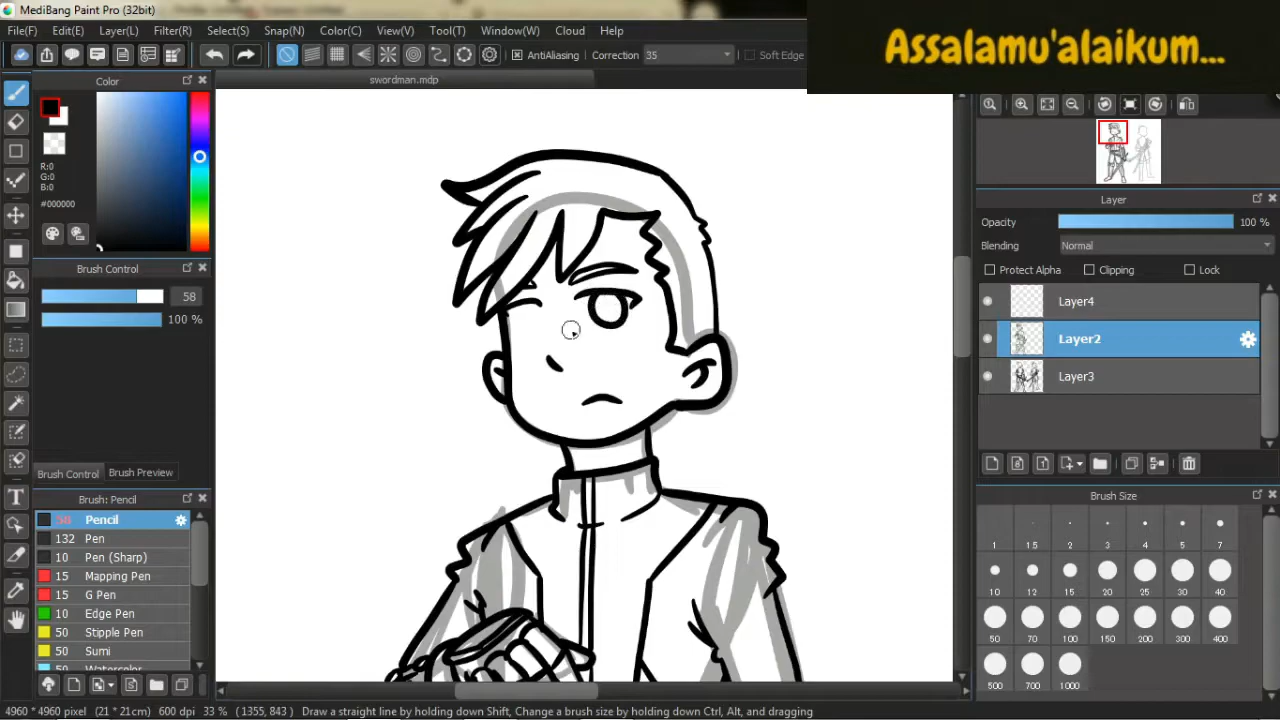 MediBang Paint Pro (32bit)
Assalamu'alaikum...
File(F) Edit(E) Layer(L) Filter(R) Select(S) Snap(N) Color(C) View(V) Tool(T) Window(W) Cloud Help
AntiAliasing Correction 35 Soft Edge
swordman.mdp
Color
R:0
G:0
B:0
#000000
Brush Control
58
100 %
Brush Control Brush Preview
Brush: Pencil
58 Pencil
132 Pen
10 Pen (Sharp)
15 Mapping Pen
15 G Pen
10 Edge Pen
50 Stipple Pen
50 Sumi
50 Watercolor
Layer
Opacity 100 %
Blending Normal
Protect Alpha Clipping Lock
Layer4
Layer2
Layer3
Brush Size
1 1.5 2 3 4 5 7
10 12 15 20 25 30 40
50 70 100 150 200 300 400
500 700 1000
4960 * 4960 pixel (21 * 21cm) 600 dpi 33 % (1355, 843) Draw a straight line by holding down Shift, Change a brush size by holding down Ctrl, Alt, and dragging